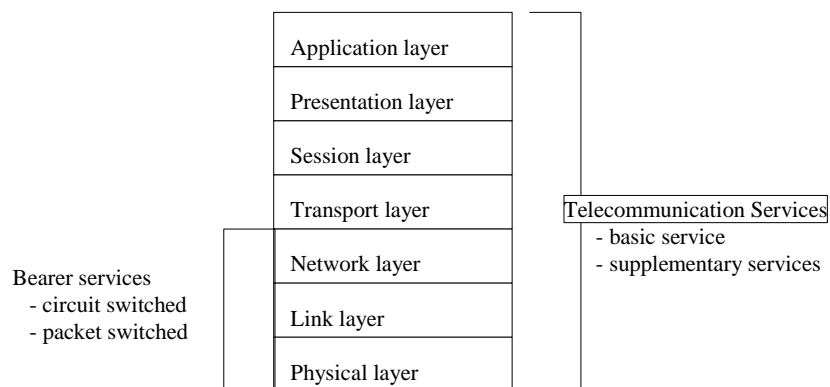 Application layer
Presentation layer
Session layer
Transport layer
Network layer
Link layer
Physical layer
Bearer services
- circuit switched
- packet switched
Telecommunication Services
- basic service
- supplementary services